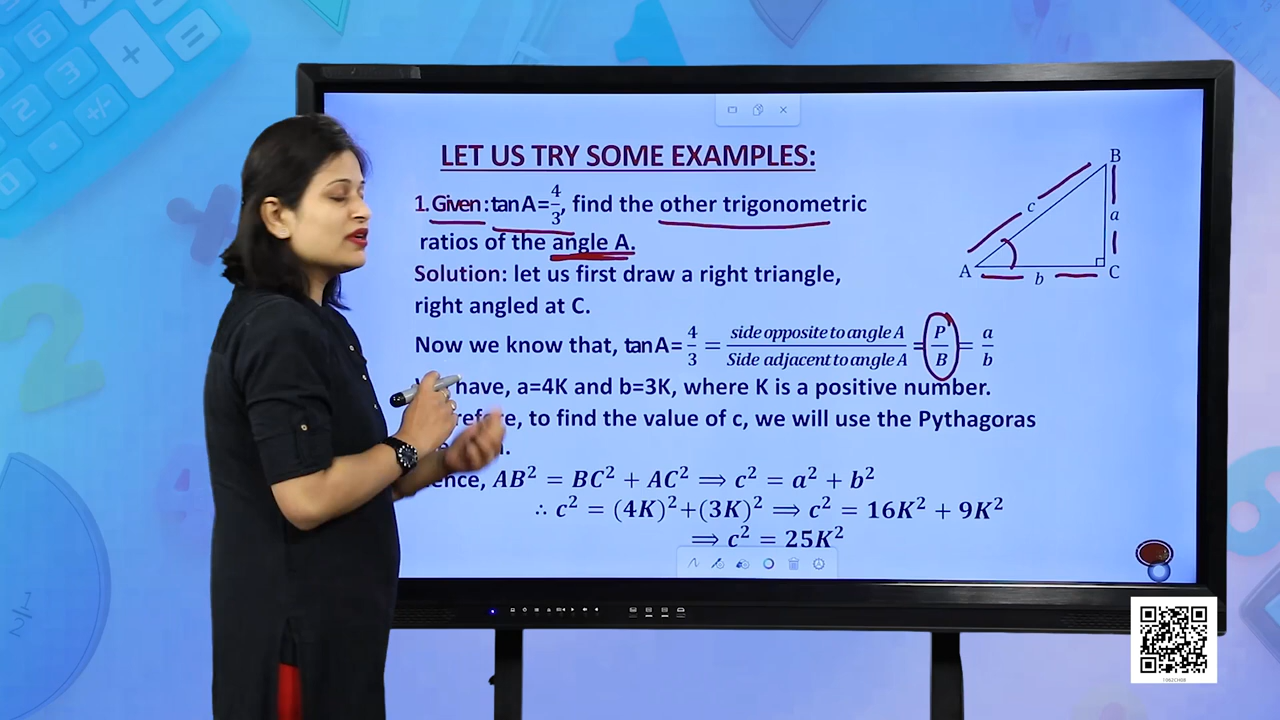 LET US TRY SOME EXAMPLES:
1.Given:tanA=4/3, find the other trigonometric
ratios of the angle A.
Solution: let us first draw a right triangle,
right angled at C.
Now we know that, tanA=4/3 = side opposite to angle A/Side adjacent to angle A = P/B = a/b
have, a=4K and b=3K, where K is a positive number.
to find the value of c, we will use the Pythagoras
AB² = BC² + AC² ⟹ c² = a² + b²
∴ c² = (4K)²+(3K)² ⟹ c² = 16K² + 9K²
⟹ c² = 25K²
B
c
a
A
b
C